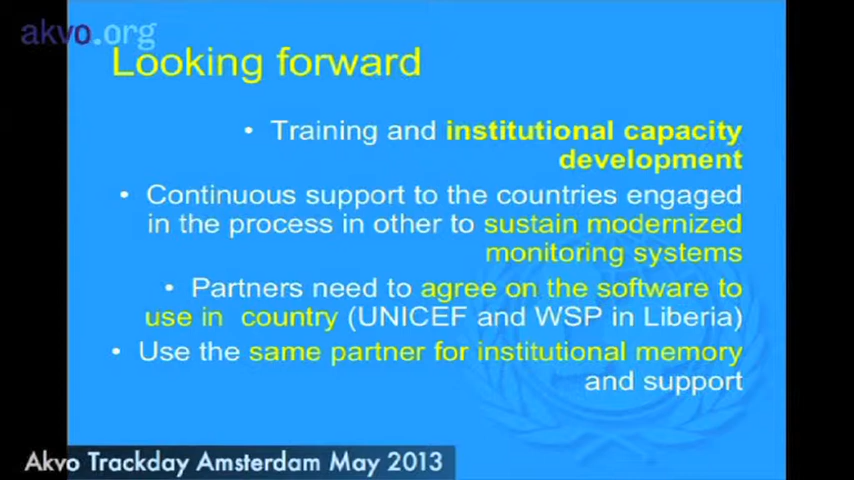 akvo.org
Looking forward
• Training and institutional capacity
development
• Continuous support to the countries engaged
in the process in other to sustain modernized
monitoring systems
• Partners need to agree on the software to
use in country (UNICEF and WSP in Liberia)
• Use the same partner for institutional memory
and support
Akvo Trackday Amsterdam May 2013